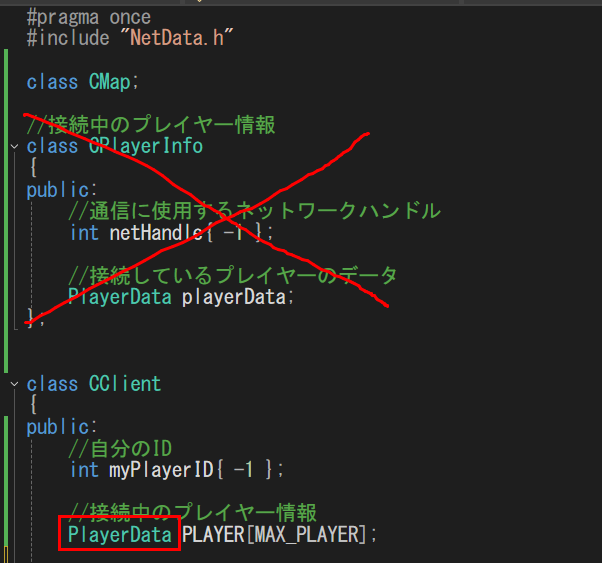 #pragma once
#include "NetData.h"
class CMap;
//接続中のプレイヤー情報
class CPlayerInfo
{
public:
//通信に使用するネットワークハンドル
int netHandle{ -1 };
//接続しているプレイヤーのデータ
PlayerData playerData;
};
class CClient
{
public:
//自分のID
int myPlayerID{ -1 };
//接続中のプレイヤー情報
PlayerData PLAYER[MAX_PLAYER];